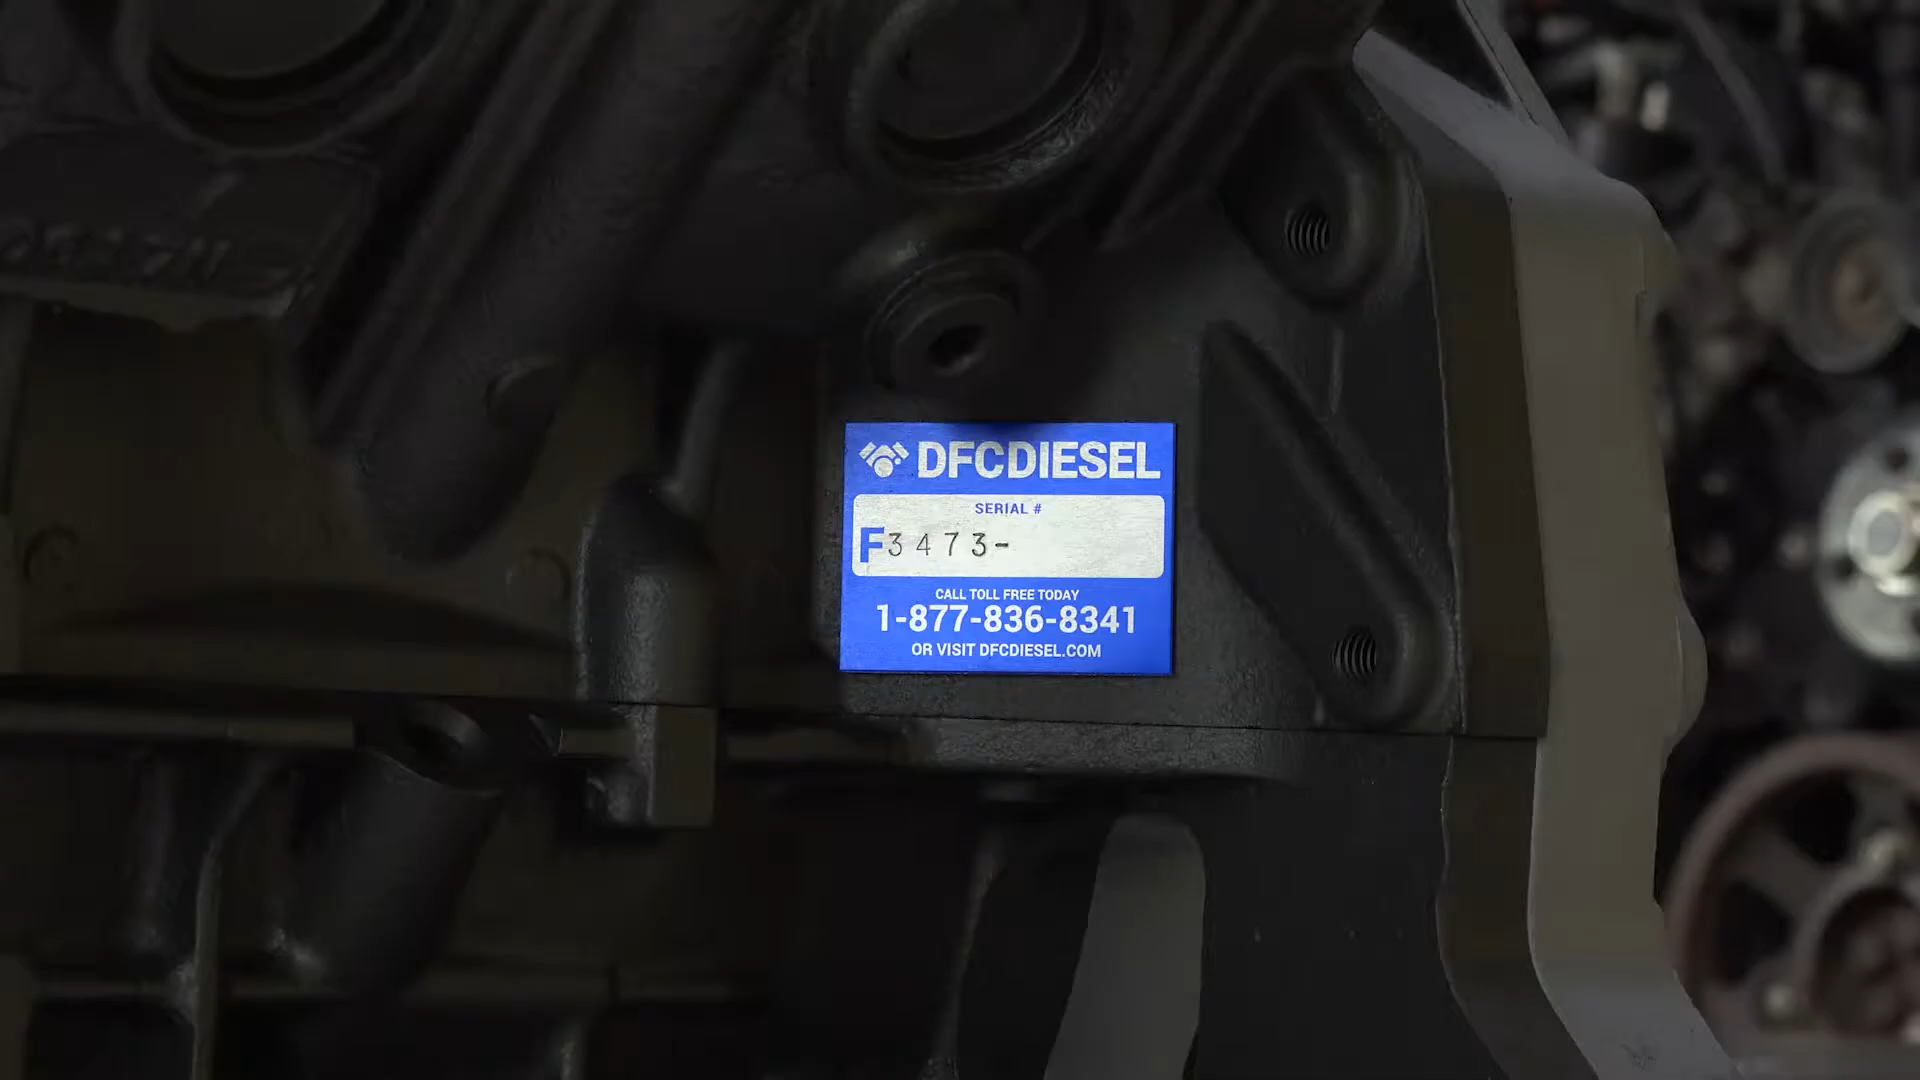 DFCDIESEL
SERIAL #
F3473-
CALL TOLL FREE TODAY
1-877-836-8341
OR VISIT DFCDIESEL.COM